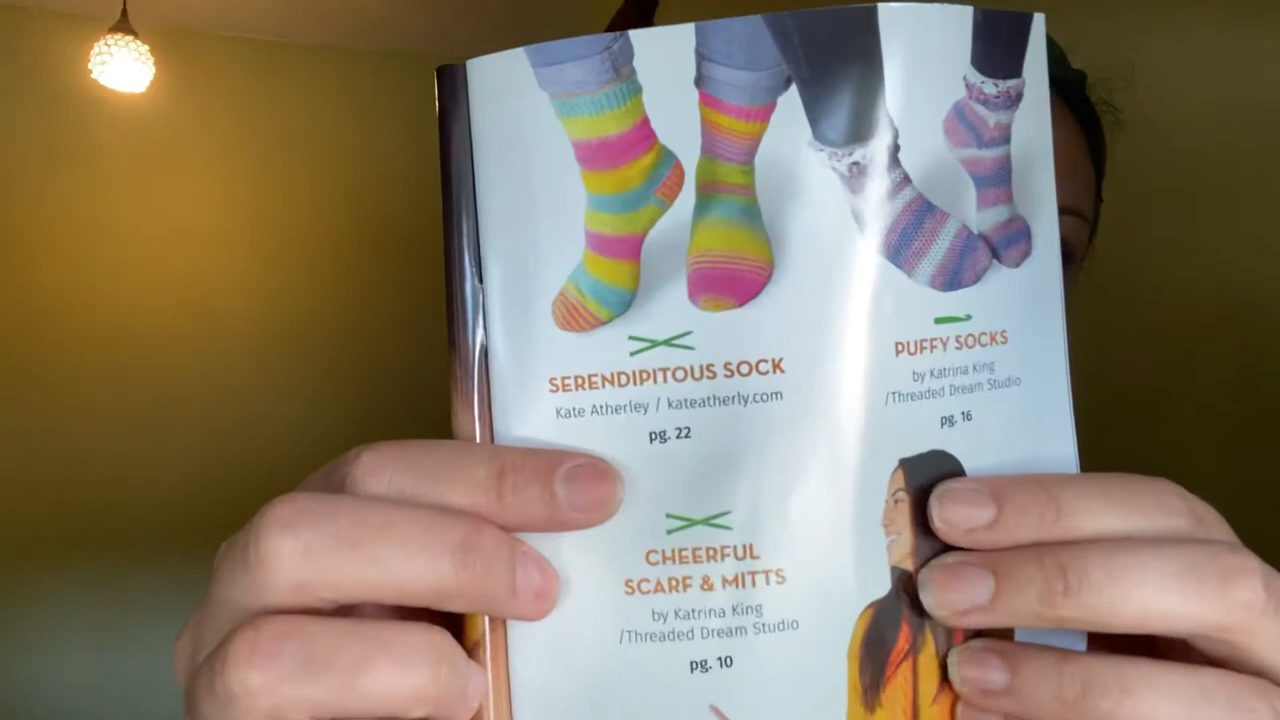 SERENDIPITOUS SOCK
Kate Atherley / kateatherly.com
pg. 22
PUFFY SOCKS
by Katrina King
/Threaded Dream Studio
pg. 16
CHEERFUL
SCARF & MITTS
by Katrina King
/Threaded Dream Studio
pg. 10